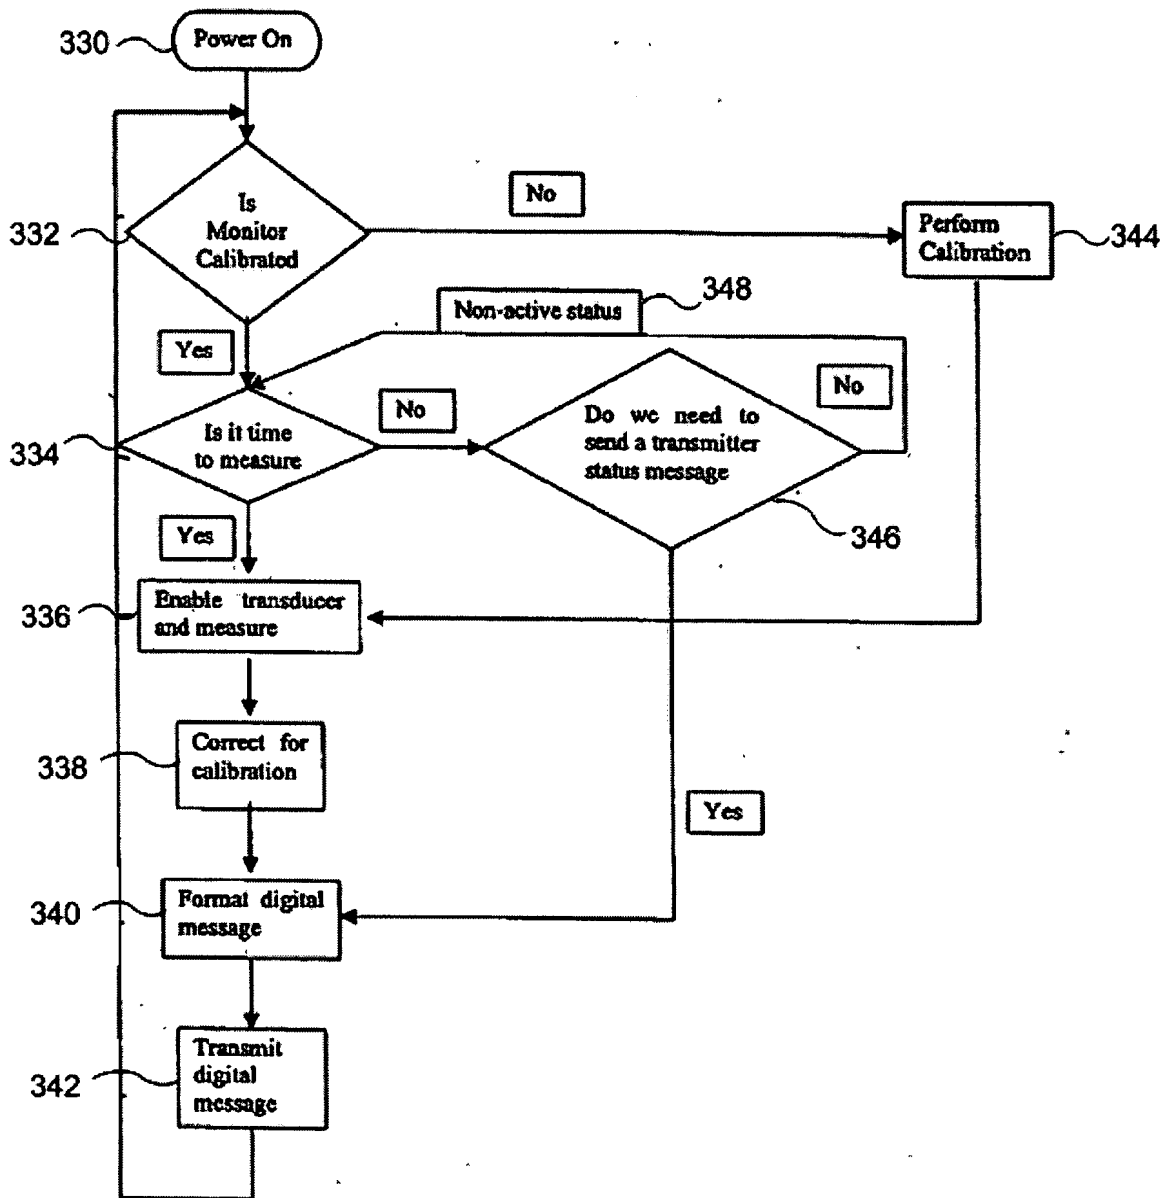 330
Power On
332
Is
Monitor
Calibrated
No
Perform
Calibration
344
Non-active status
348
Yes
334
Is it time
to measure
No
Do we need to
send a transmitter
status message
No
346
Yes
336
Enable transducer
and measure
338
Correct for
calibration
Yes
340
Format digital
message
342
Transmit
digital
message